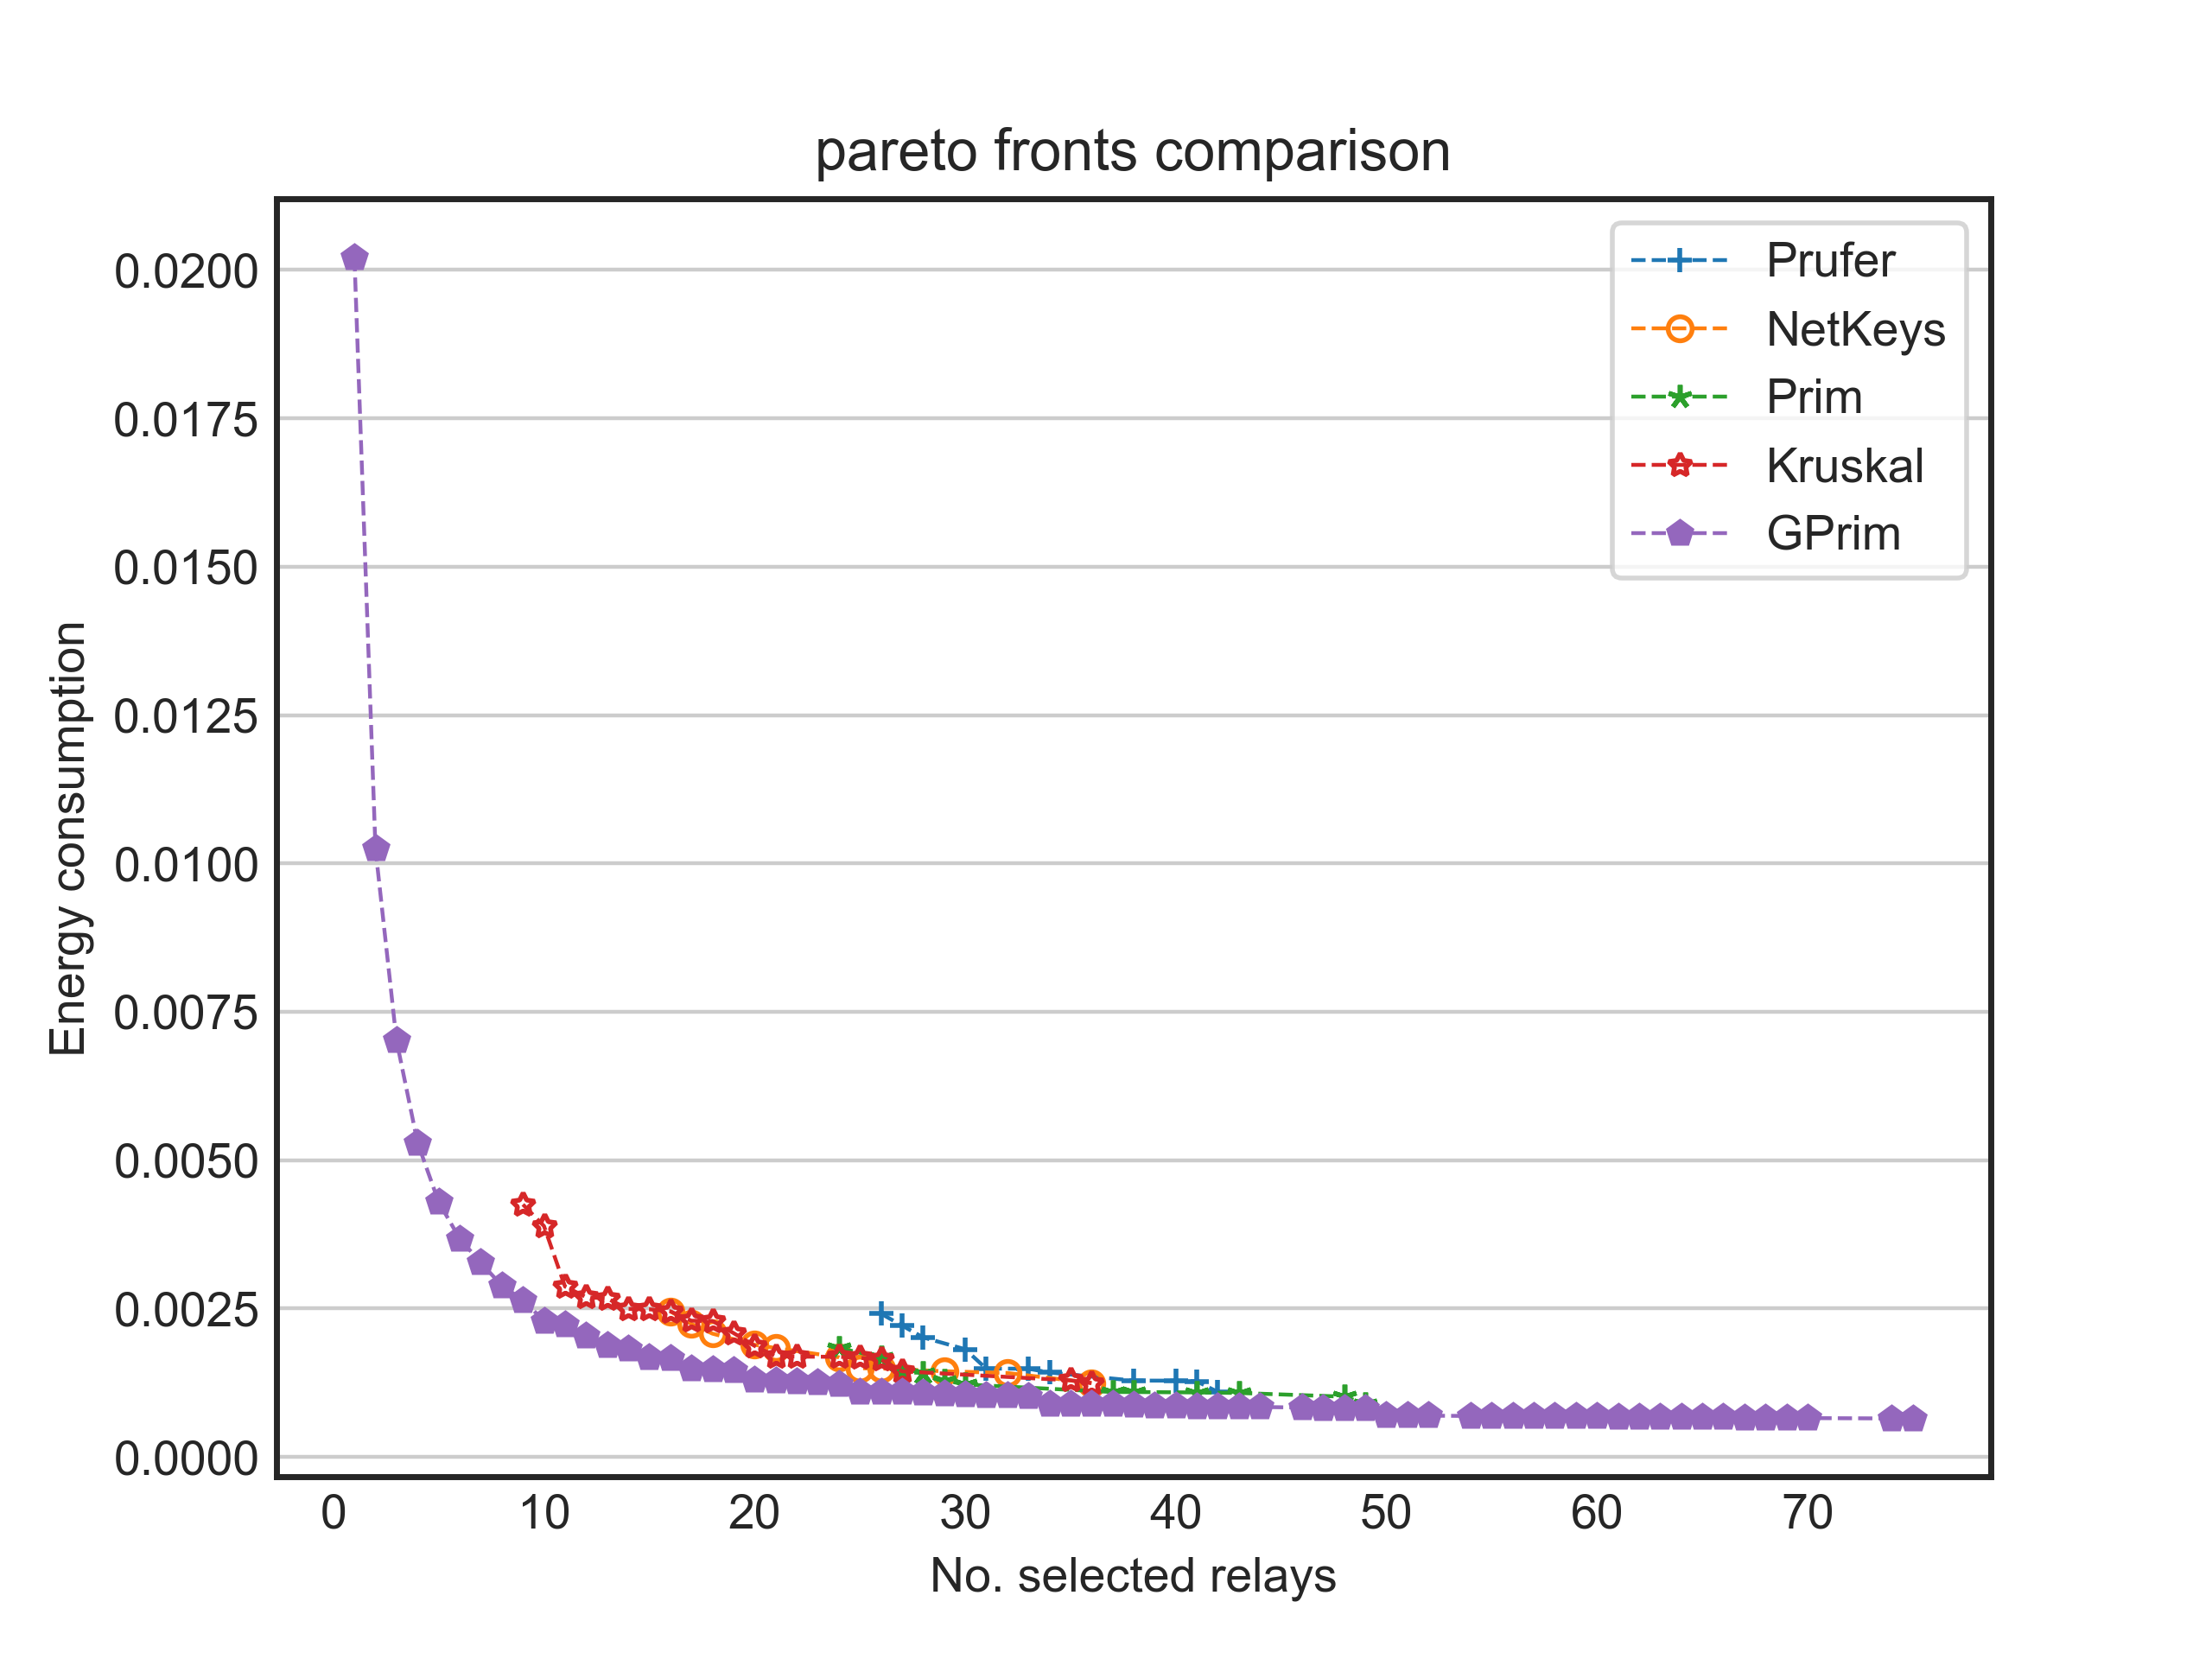 pareto fronts comparison
Prufer
NetKeys
Prim
Kruskal
GPrim
0.0200
0.0175
0.0150
0.0125
0.0100
0.0075
0.0050
0.0025
0.0000
Energy consumption
0 10 20 30 40 50 60 70
No. selected relays